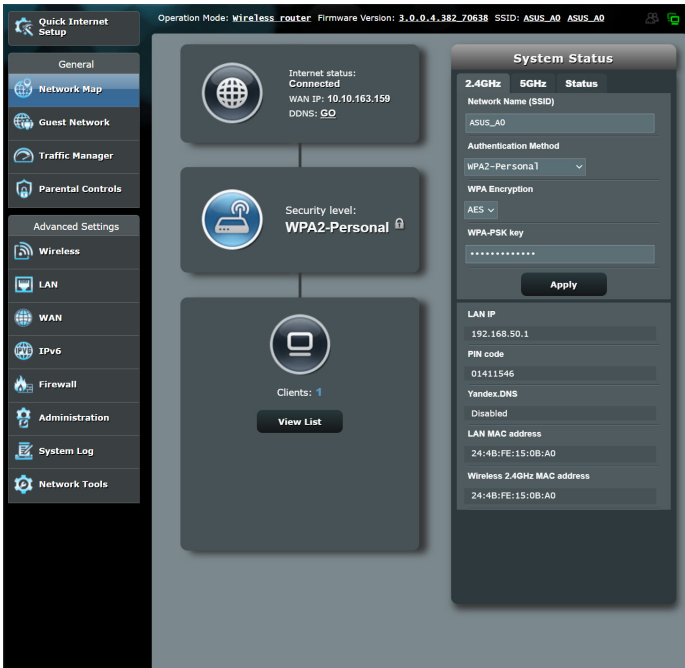 Quick Internet
Setup
Operation Mode: Wireless router Firmware Version: 3.0.0.4.382_70638 SSID: ASUS_A0 ASUS_A0
General
Network Map
Guest Network
Traffic Manager
Parental Controls
Advanced Settings
Wireless
LAN
WAN
IPv6
Firewall
Administration
System Log
Network Tools
Internet status:
Connected
WAN IP: 10.10.163.159
DDNS: GO
Security level:
WPA2-Personal
Clients: 1
View List
System Status
2.4GHz 5GHz Status
Network Name (SSID)
ASUS_A0
Authentication Method
WPA2-Personal
WPA Encryption
AES
WPA-PSK key
•••••••••••••
Apply
LAN IP
192.168.50.1
PIN code
01411546
Yandex.DNS
Disabled
LAN MAC address
24:4B:FE:15:0B:A0
Wireless 2.4GHz MAC address
24:4B:FE:15:0B:A0